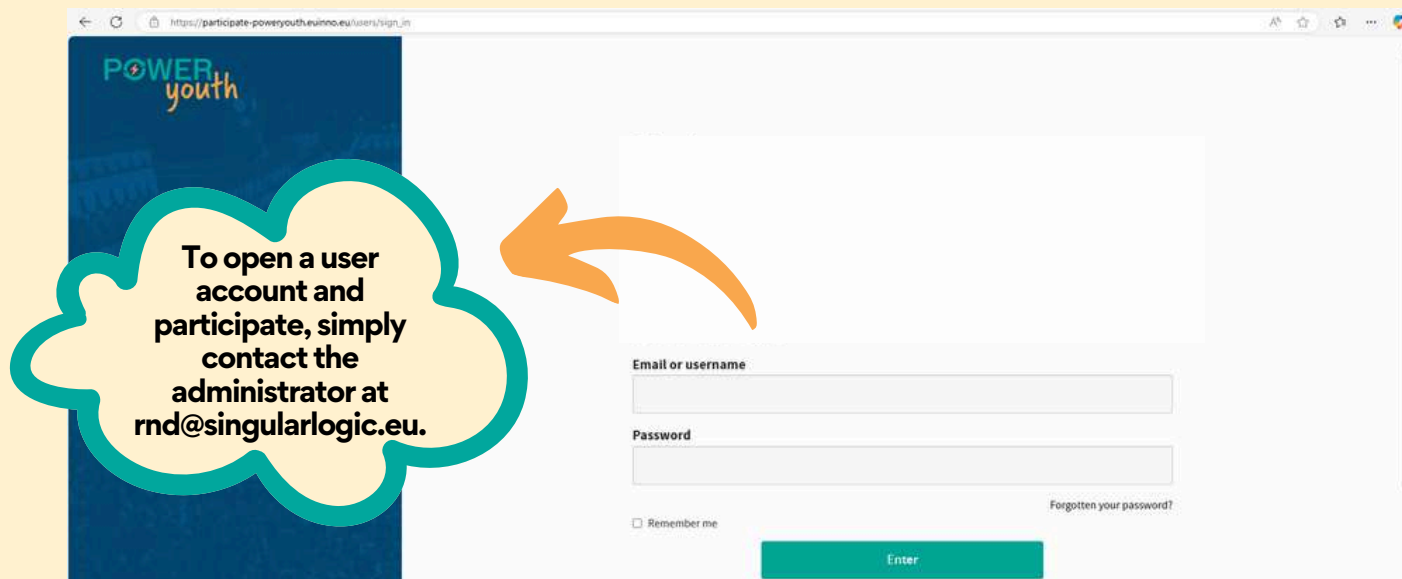 https://participate-poweryouth.euinno.eu/users/sign_in
POWER
youth
To open a user
account and
participate, simply
contact the
administrator at
rnd@singularlogic.eu.
Email or username
Password
Forgotten your password?
Remember me
Enter